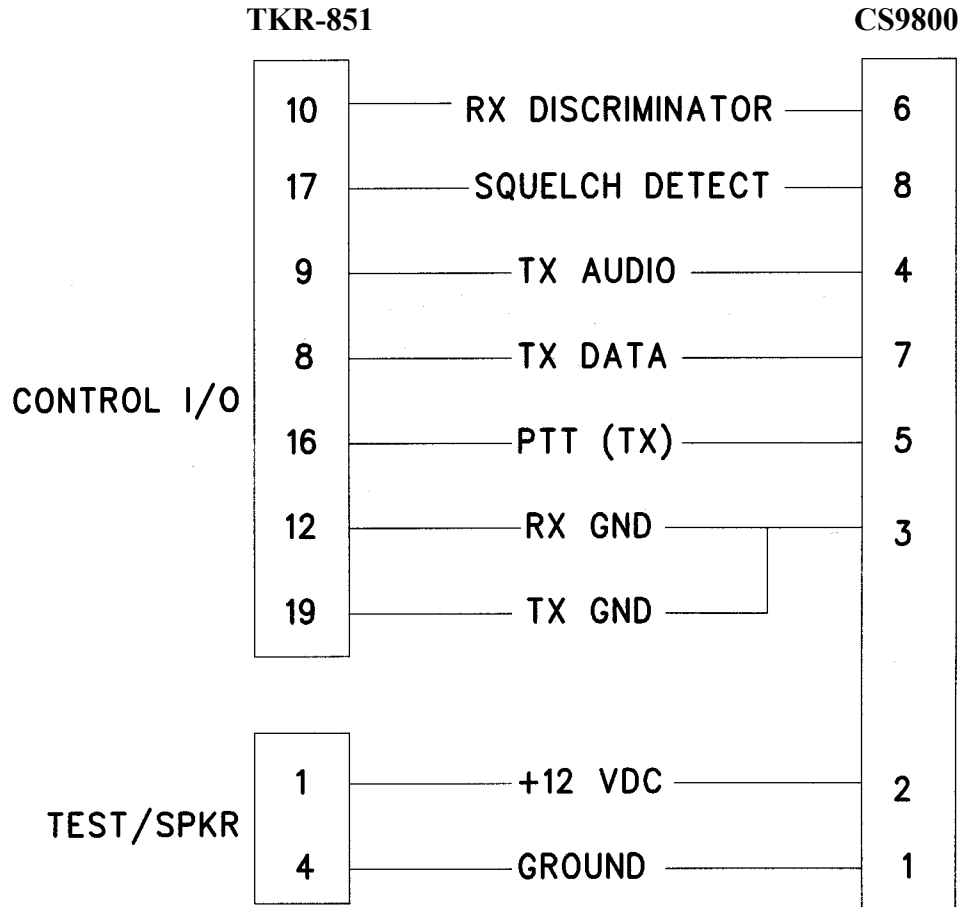 TKR-851 CS9800
10 RX DISCRIMINATOR 6
17 SQUELCH DETECT 8
9 TX AUDIO 4
8 TX DATA 7
CONTROL I/O
16 PTT (TX) 5
12 RX GND 3
19 TX GND
1 +12 VDC 2
TEST/SPKR
4 GROUND 1